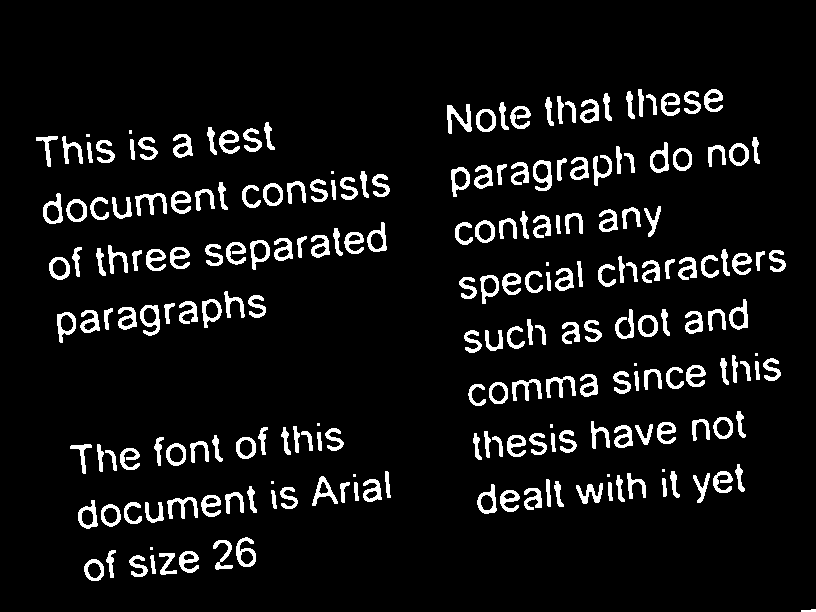 This is a test
document consists
of three separated
paragraphs
The font of this
document is Arial
of size 26
Note that these
paragraph do not
contain any
special characters
such as dot and
comma since this
thesis have not
dealt with it yet